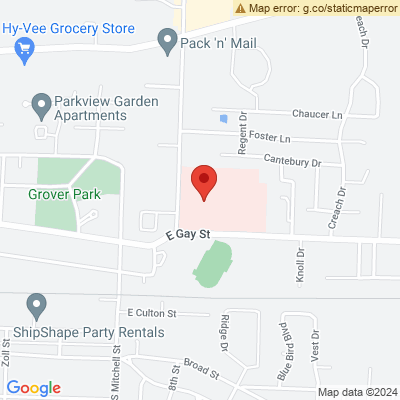 Map error: g.co/staticmaperror
Hy-Vee Grocery Store
Pack 'n' Mail
Creach Dr
Parkview Garden
Apartments
Chaucer Ln
Regent Dr
Foster Ln
Cantebury Dr
Grover Park
Creach Dr
E Gay St
Knoll Dr
E Culton St
ShipShape Party Rentals
Ridge Dr
Blue Bird Blvd
Vest Dr
Zoll St
S Mitchell St
8th St
Broad St
Google
Map data ©2024